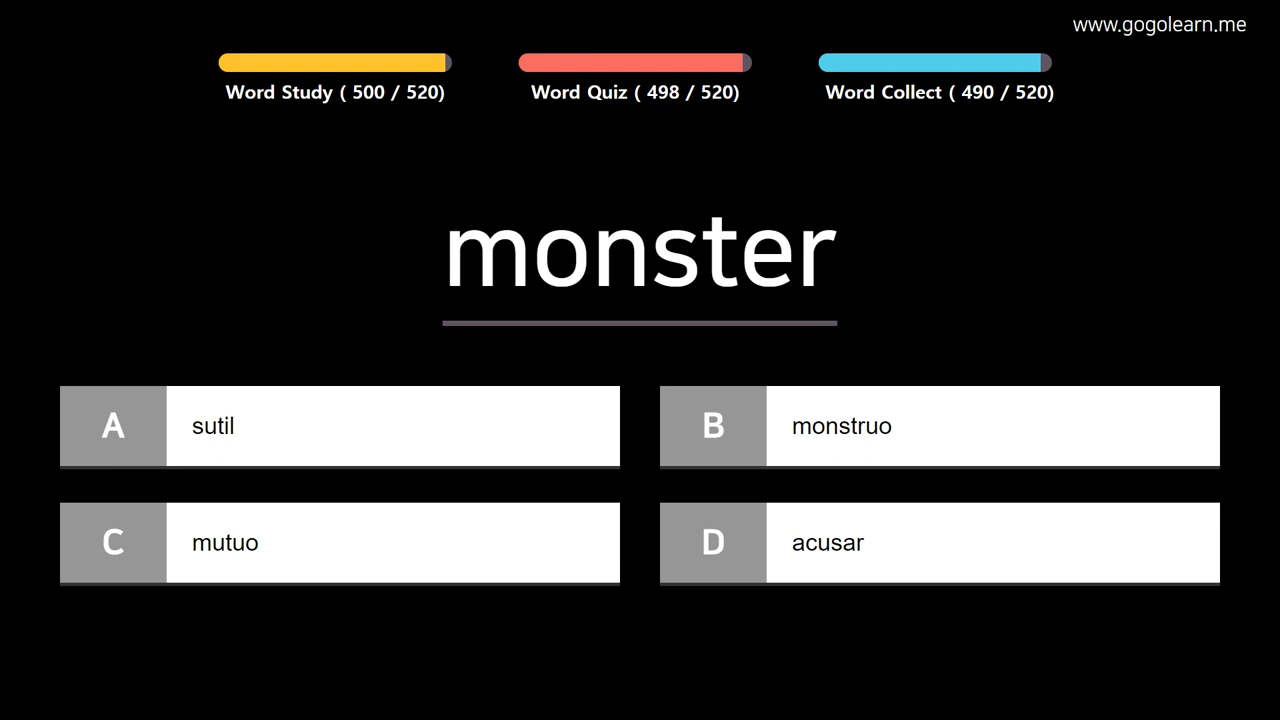 www.gogolearn.me
Word Study ( 500 / 520)
Word Quiz ( 498 / 520)
Word Collect ( 490 / 520)
monster
A sutil
B monstruo
C mutuo
D acusar